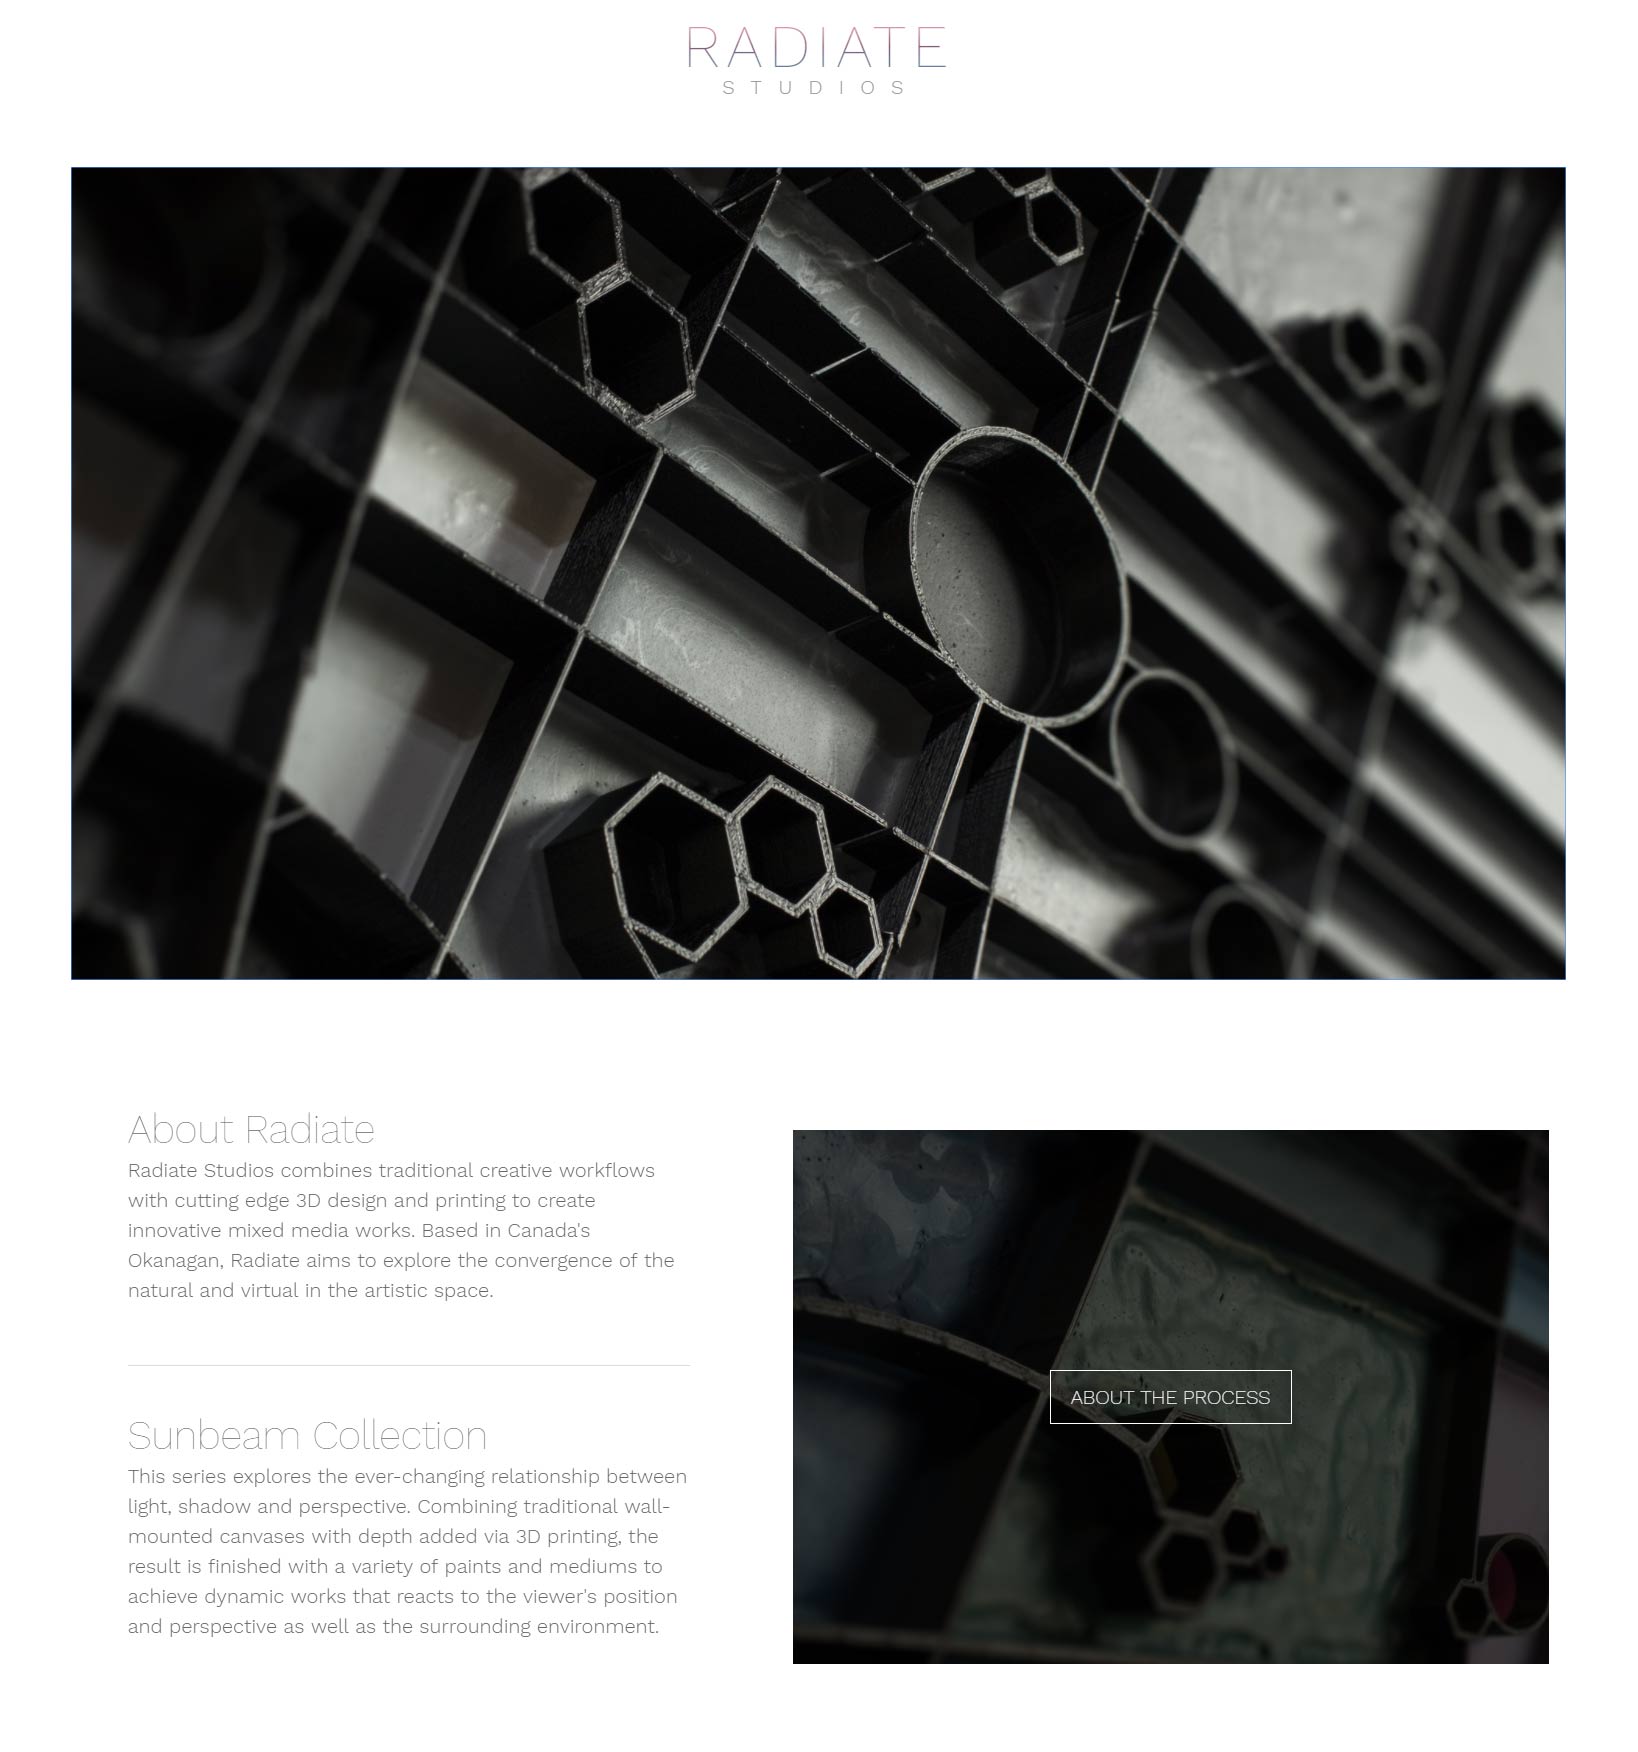 RADIATE
STUDIOS
About Radiate
Radiate Studios combines traditional creative workflows
with cutting edge 3D design and printing to create
innovative mixed media works. Based in Canada's
Okanagan, Radiate aims to explore the convergence of the
natural and virtual in the artistic space.
Sunbeam Collection
This series explores the ever-changing relationship between
light, shadow and perspective. Combining traditional wall-
mounted canvases with depth added via 3D printing, the
result is finished with a variety of paints and mediums to
achieve dynamic works that reacts to the viewer's position
and perspective as well as the surrounding environment.
ABOUT THE PROCESS